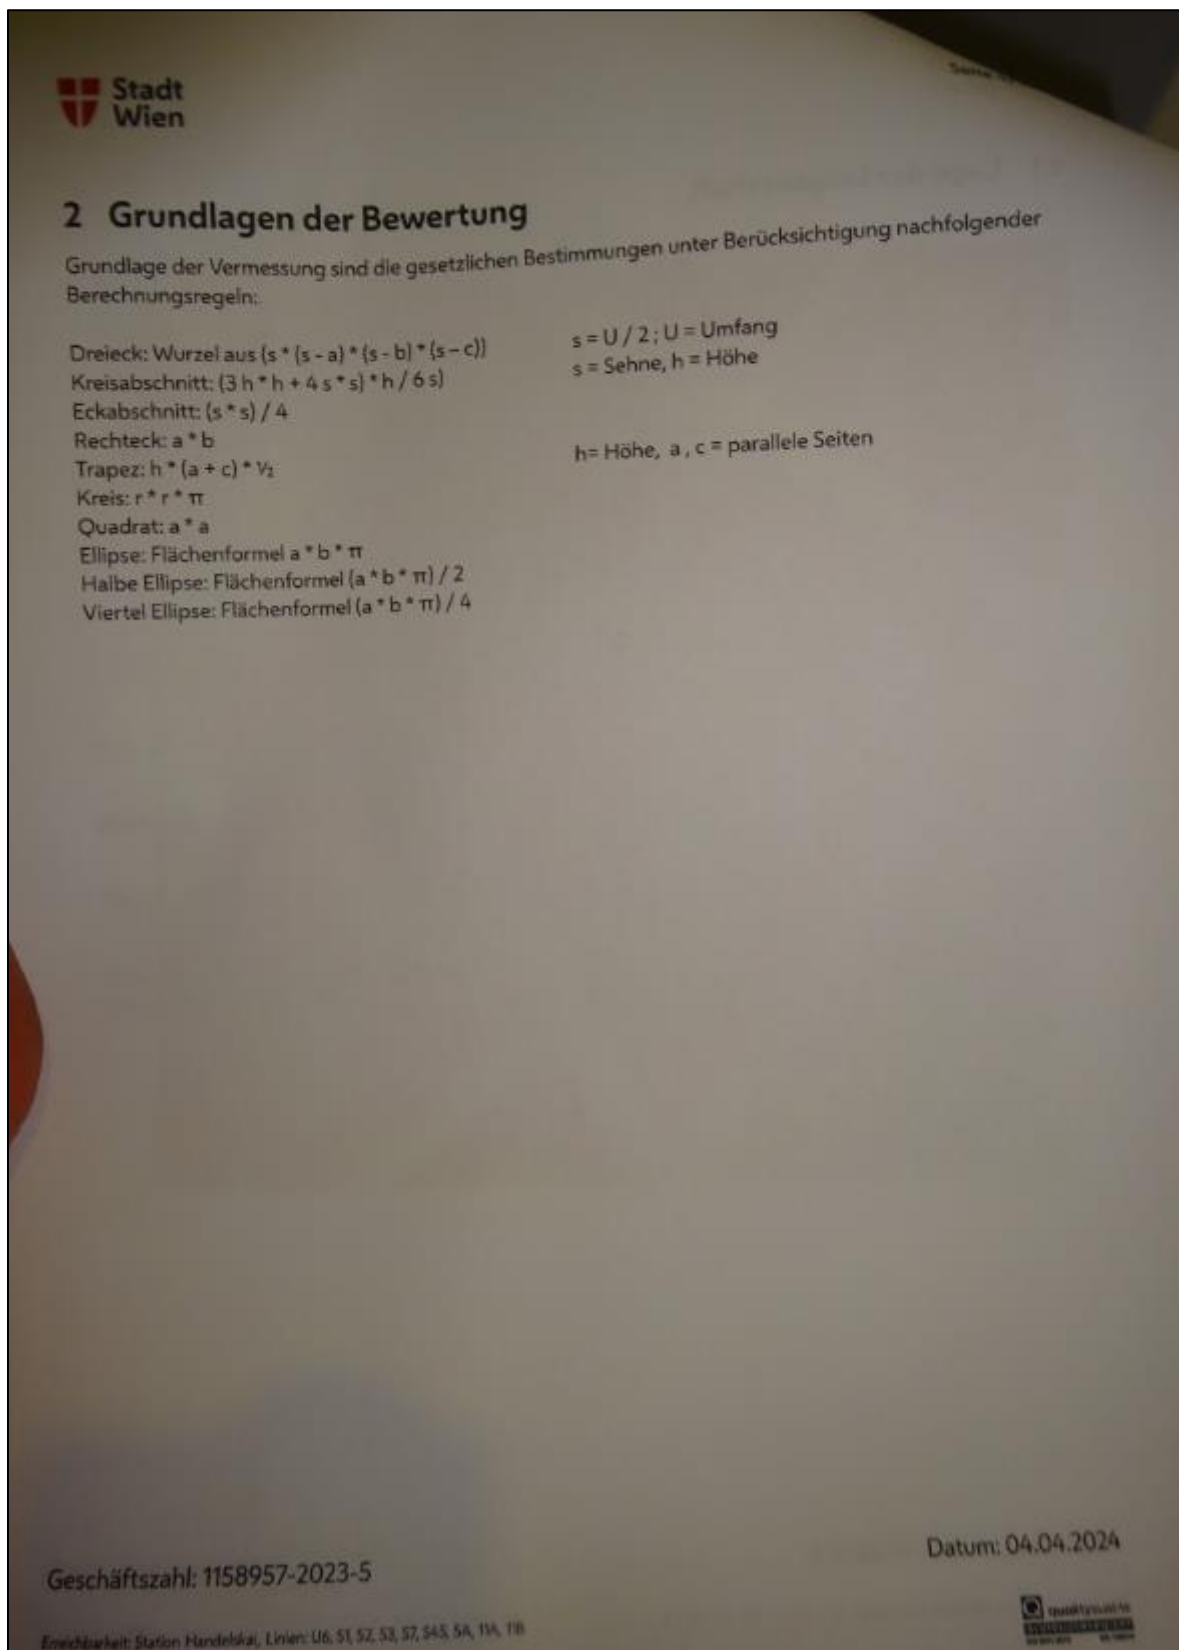 Stadt
Wien
Seite
2 Grundlagen der Bewertung
Grundlage der Vermessung sind die gesetzlichen Bestimmungen unter Berücksichtigung nachfolgender
Berechnungsregeln:
Dreieck: Wurzel aus (s * (s - a) * (s - b) * (s – c)) s = U / 2 ; U = Umfang
Kreisabschnitt: (3 h * h + 4 s * s) * h / 6 s) s = Sehne, h = Höhe
Eckabschnitt: (s * s) / 4
Rechteck: a * b
Trapez: h * (a + c) * ½ h= Höhe, a , c = parallele Seiten
Kreis: r * r * π
Quadrat: a * a
Ellipse: Flächenformel a * b * π
Halbe Ellipse: Flächenformel (a * b * π) / 2
Viertel Ellipse: Flächenformel (a * b * π) / 4
Datum: 04.04.2024
Geschäftszahl: 1158957-2023-5
Erreichbarkeit: Station Handelskai, Linien: U6, S1, S2, S3, S7, S45, 5A, 11A, 11B